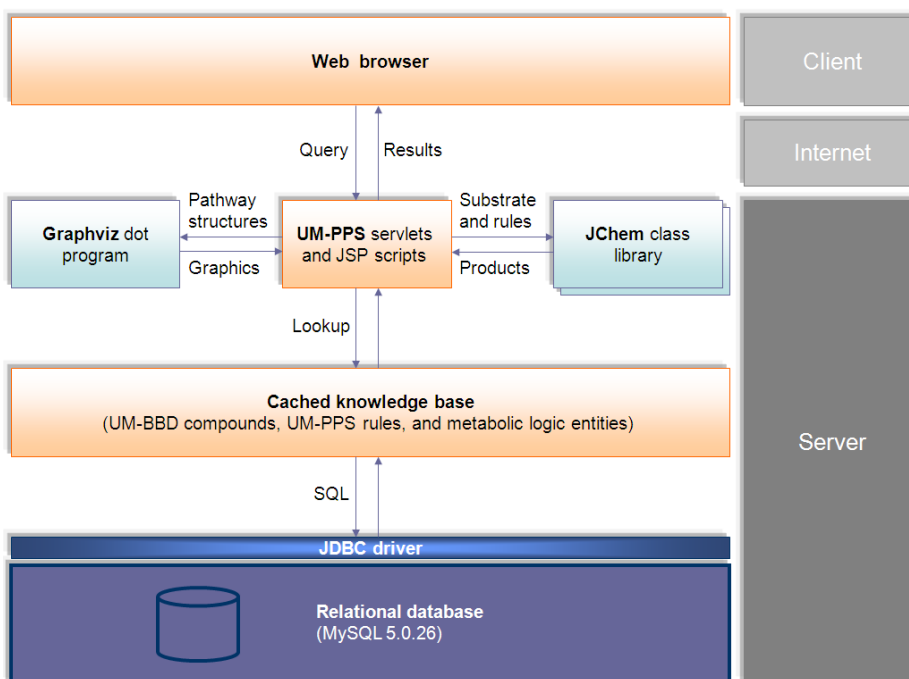 Web browser
Client
Query
Results
Internet
Graphviz dot
program
Pathway
structures
Graphics
UM-PPS servlets
and JSP scripts
Substrate
and rules
Products
JChem class
library
Lookup
Cached knowledge base
(UM-BBD compounds, UM-PPS rules, and metabolic logic entities)
Server
SQL
JDBC driver
Relational database
(MySQL 5.0.26)